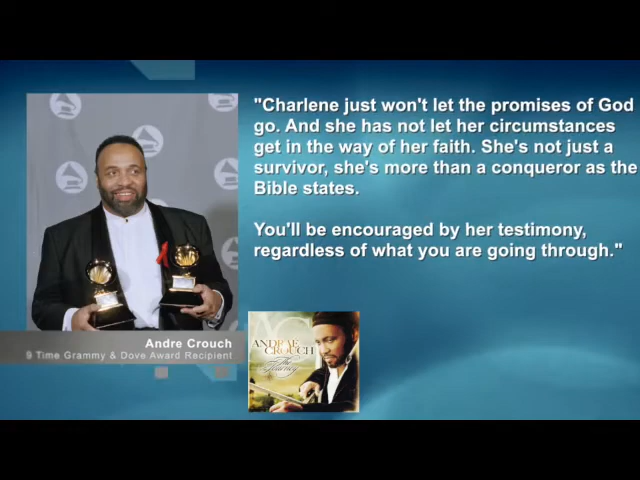 "Charlene just won't let the promises of God
go. And she has not let her circumstances
get in the way of her faith. She's not just a
survivor, she's more than a conqueror as the
Bible states.
You'll be encouraged by her testimony,
regardless of what you are going through."
Andre Crouch
9 Time Grammy & Dove Award Recipient
ANDRAE
CROUCH
The Journey